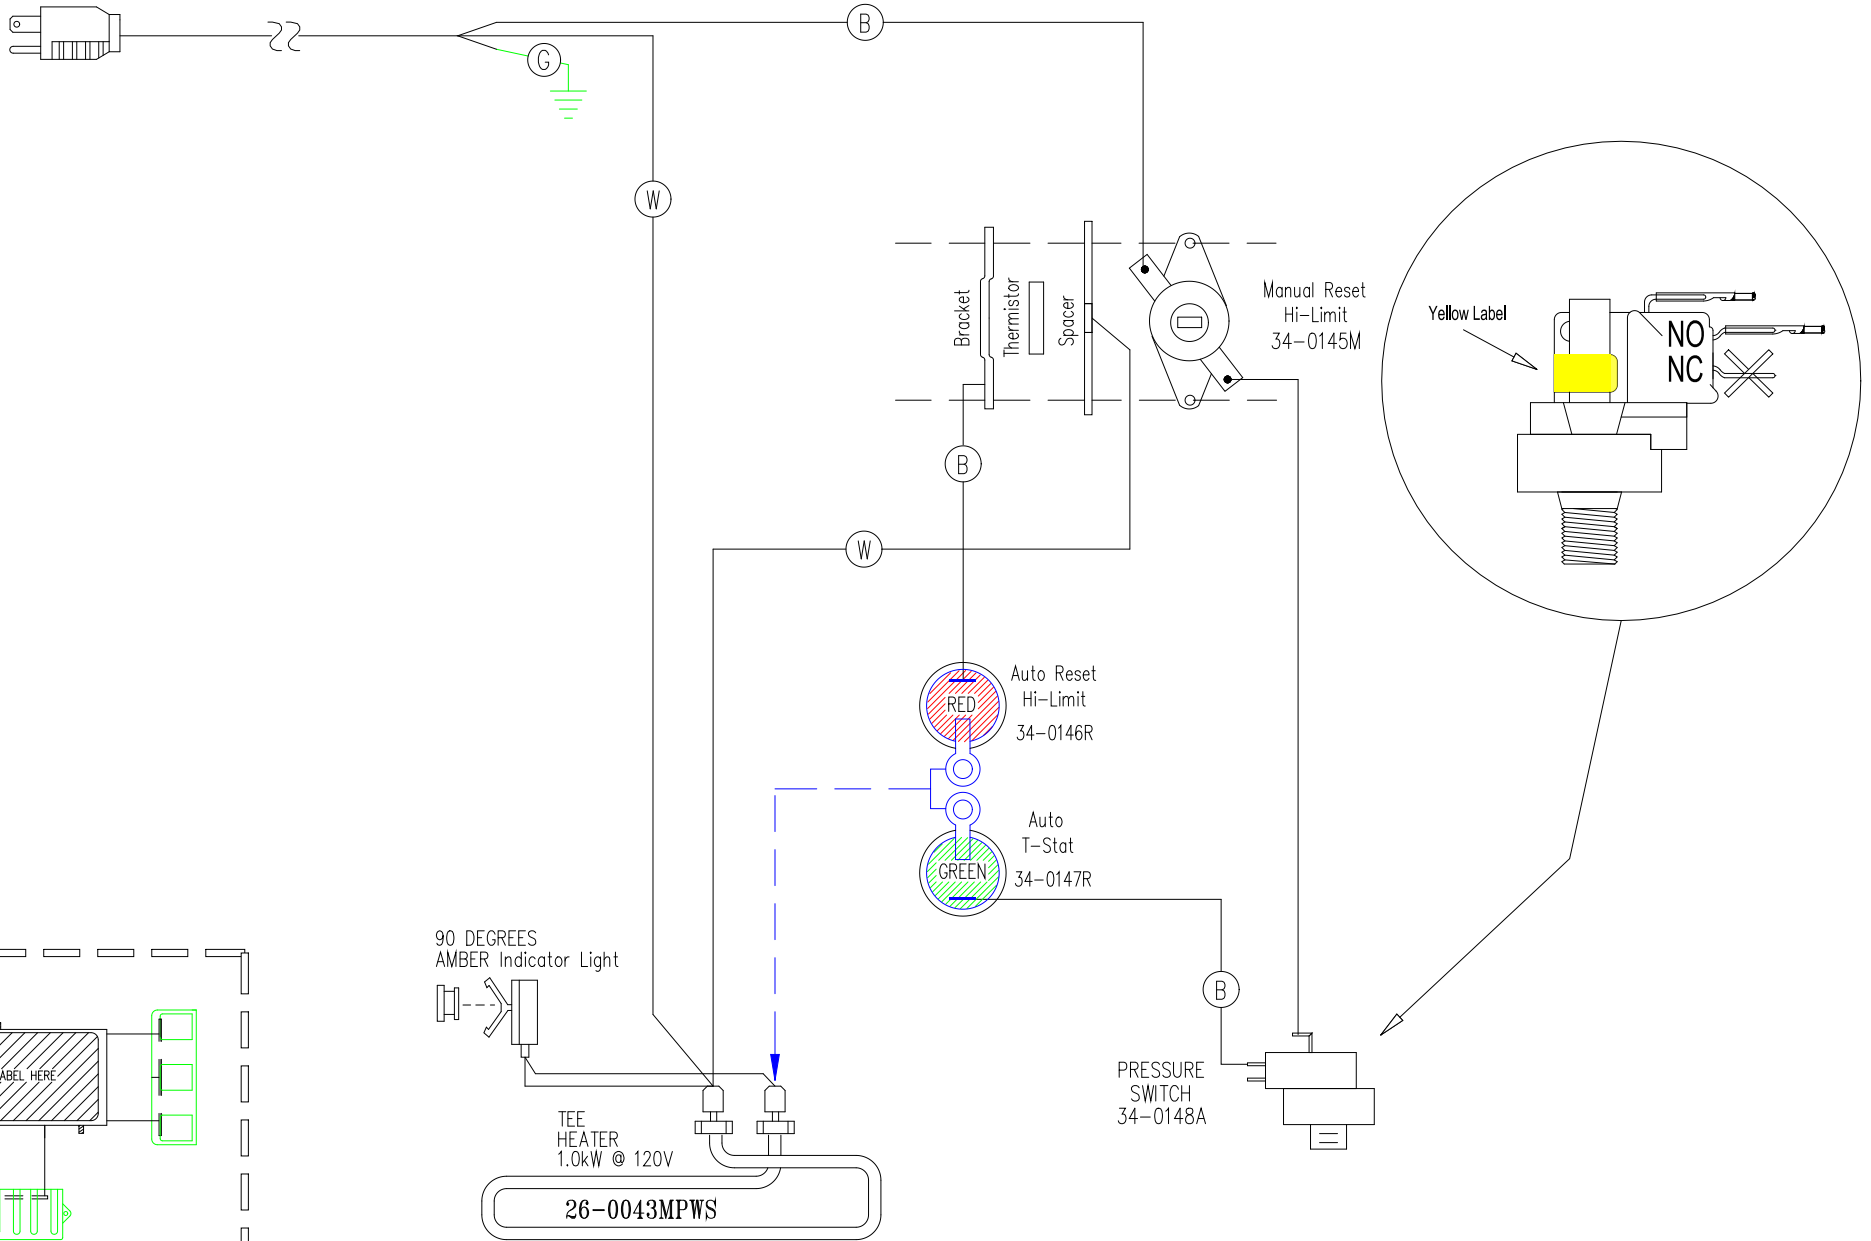 B
G
W
Bracket
Thermistor
Spacer
Manual Reset
Hi-Limit
34-0145M
Yellow Label
NO
NC
B
W
Auto Reset
Hi-Limit
34-0146R
RED
Auto
T-Stat
34-0147R
GREEN
90 DEGREES
AMBER Indicator Light
B
PRESSURE
SWITCH
34-0148A
HERE
TEE
HEATER
1.0kW @ 120V
26-0043MPWS